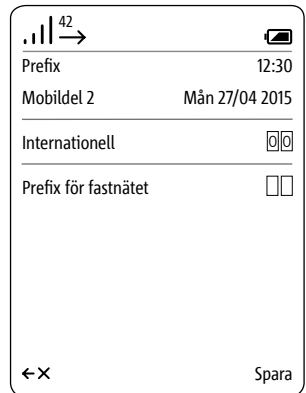 42
Prefix 12:30
Mobildel 2 Mån 27/04 2015
Internationell 00
Prefix för fastnätet
Spara